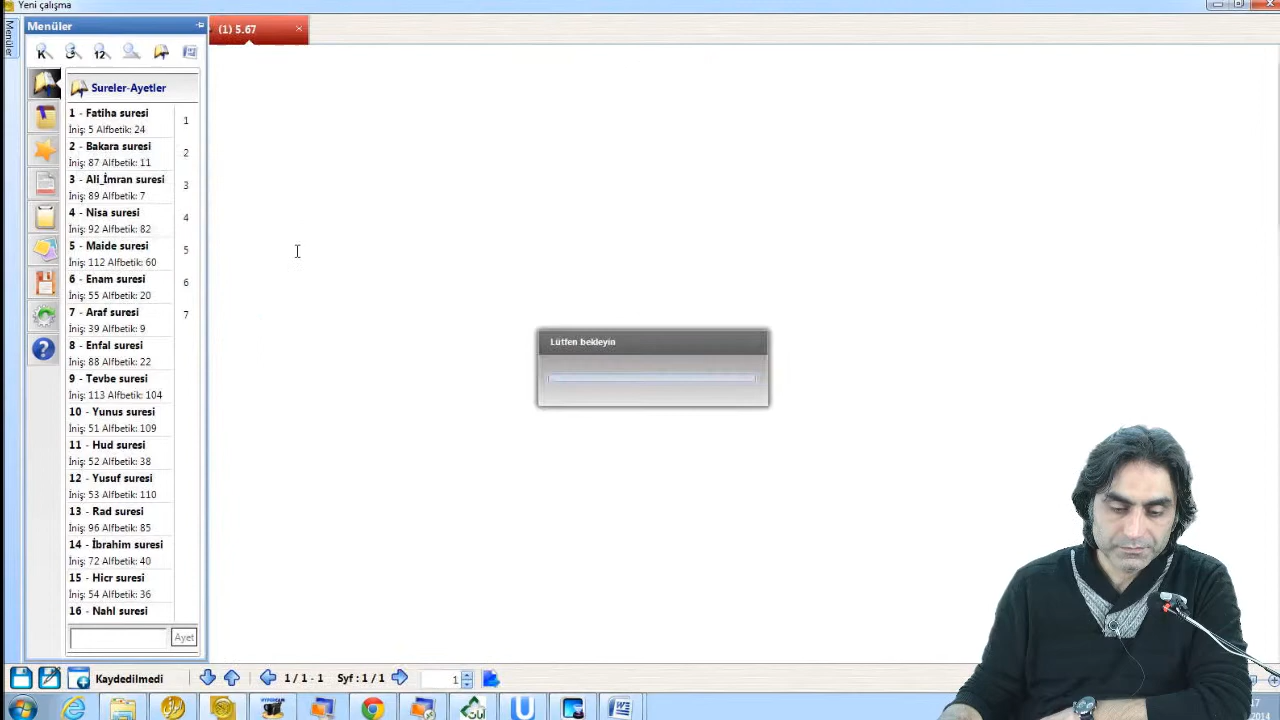 Yeni çalışma
Menüler
Menüler
(1) 5.67
K
12
Sureler-Ayetler
1 - Fatiha suresi
İniş: 5 Alfbetik: 24
2 - Bakara suresi
İniş: 87 Alfbetik: 11
3 - Ali_İmran suresi
İniş: 89 Alfbetik: 7
4 - Nisa suresi
İniş: 92 Alfbetik: 82
5 - Maide suresi
İniş: 112 Alfbetik: 60
6 - Enam suresi
İniş: 55 Alfbetik: 20
7 - Araf suresi
İniş: 39 Alfbetik: 9
8 - Enfal suresi
İniş: 88 Alfbetik: 22
9 - Tevbe suresi
İniş: 113 Alfbetik: 104
10 - Yunus suresi
İniş: 51 Alfbetik: 109
11 - Hud suresi
İniş: 52 Alfbetik: 38
12 - Yusuf suresi
İniş: 53 Alfbetik: 110
13 - Rad suresi
İniş: 96 Alfbetik: 85
14 - İbrahim suresi
İniş: 72 Alfbetik: 40
15 - Hicr suresi
İniş: 54 Alfbetik: 36
16 - Nahl suresi
1
2
3
4
5
6
7
Ayet
Lütfen bekleyin
Kaydedilmedi
1 / 1 - 1
Syf : 1 / 1
1